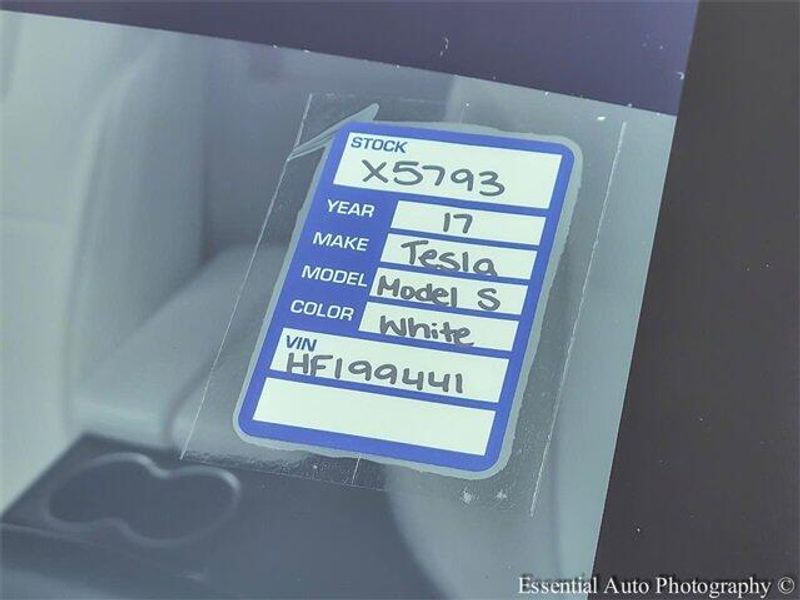 STOCK
X5793
YEAR 17
MAKE Tesla
MODEL Model S
COLOR White
VIN
HF199441
Essential Auto Photography ©